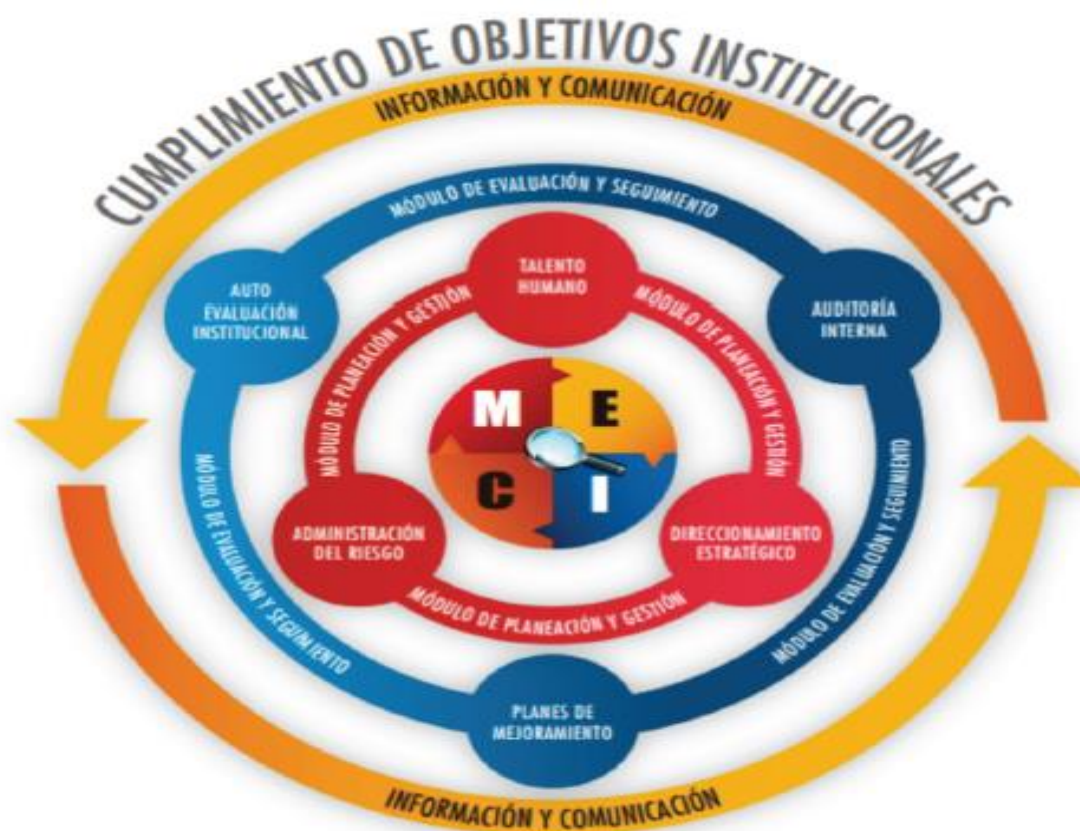 CUMPLIMIENTO DE OBJETIVOS INSTITUCIONALES
INFORMACIÓN Y COMUNICACIÓN
MÓDULO DE EVALUACIÓN Y SEGUIMIENTO
TALENTO
HUMANO
AUTO
EVALUACIÓN
INSTITUCIONAL
AUDITORÍA
INTERNA
MÓDULO DE PLANEACIÓN Y GESTIÓN
MÓDULO DE PLANEACIÓN Y GESTIÓN
M E
C I
ADMINISTRACIÓN
DEL RIESGO
DIRECCIONAMIENTO
ESTRATÉGICO
MÓDULO DE PLANEACIÓN Y GESTIÓN
MÓDULO DE EVALUACIÓN Y SEGUIMIENTO
MÓDULO DE EVALUACIÓN Y SEGUIMIENTO
PLANES DE
MEJORAMIENTO
INFORMACIÓN Y COMUNICACIÓN